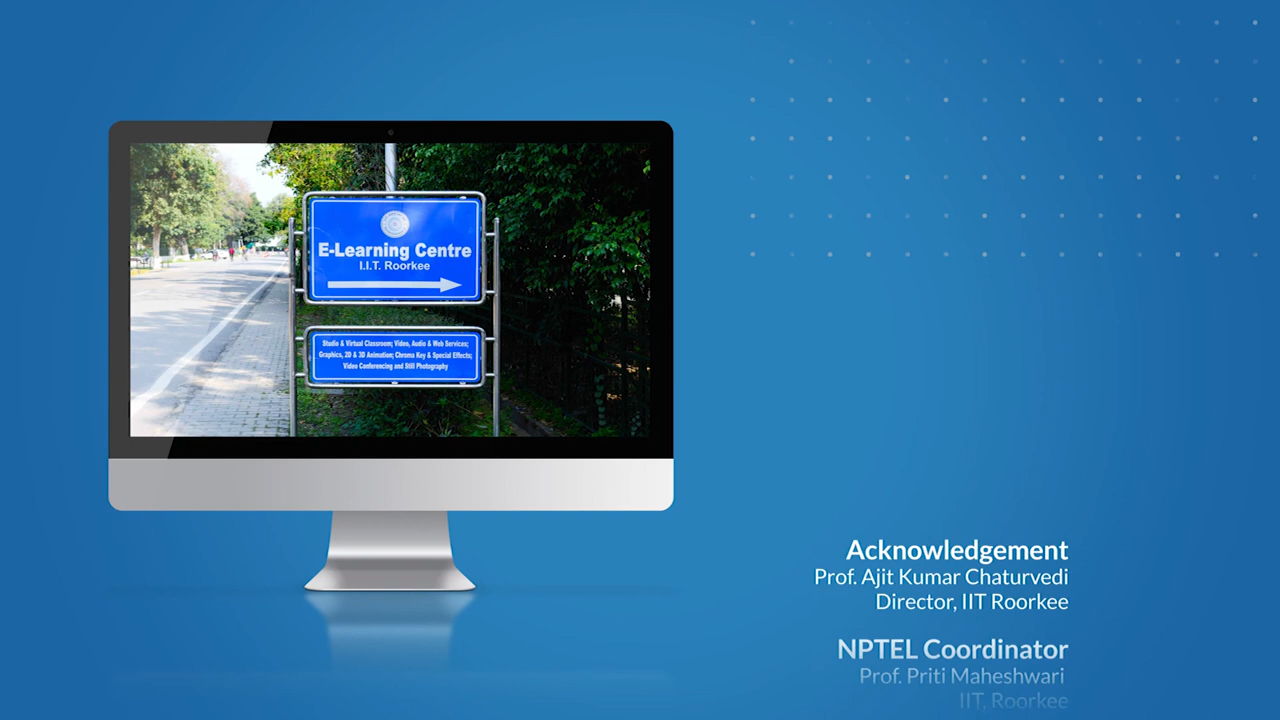 E-Learning Centre
I.I.T. Roorkee
Studio & Virtual Classroom; Video, Audio & Web Services;
Graphics, 2D & 3D Animation; Chroma Key & Special Effects;
Video Conferencing and Still Photography
Acknowledgement
Prof. Ajit Kumar Chaturvedi
Director, IIT Roorkee
NPTEL Coordinator
Prof. Priti Maheshwari
IIT, Roorkee